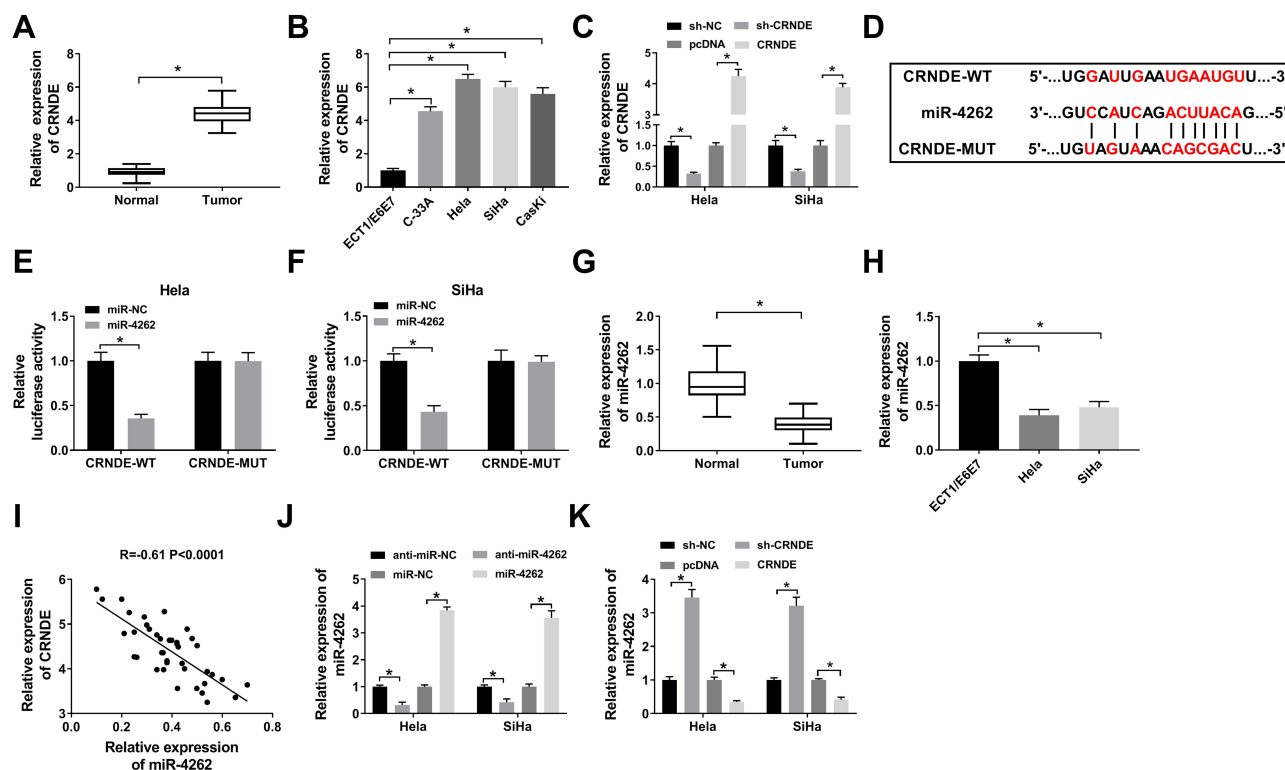 A
Relative expression
of CRNDE
8
6
4
2
0
*
Normal
Tumor
B
Relative expression
of CRNDE
8
6
4
2
0
*
*
*
*
ECT1/E6E7
C-33A
Hela
SiHa
CasKi
C
sh-NC
sh-CRNDE
pcDNA
CRNDE
Relative expression
of CRNDE
5
4
3
2
1.0
0.5
0.0
*
*
*
*
Hela
SiHa
D
CRNDE-WT 5'-...UGGAUUGAAUGAAUGUU...-3'
miR-4262 3'-GUCCAUCAGACUUACAG...-5'
CRNDE-MUT 5'-...UGUAGUAAACAGCGACU...-3'
E
Hela
miR-NC
miR-4262
Relative
luciferase activity
1.5
1.0
0.5
0.0
*
CRNDE-WT
CRNDE-MUT
F
SiHa
miR-NC
miR-4262
Relative
luciferase activity
1.5
1.0
0.5
0.0
*
CRNDE-WT
CRNDE-MUT
G
Relative expression
of miR-4262
2.0
1.5
1.0
0.5
0.0
*
Normal
Tumor
H
Relative expression
of miR-4262
1.5
1.0
0.5
0.0
*
*
ECT1/E6E7
Hela
SiHa
I
R=-0.61 P<0.0001
Relative expression
of CRNDE
6
5
4
3
0.0
0.2
0.4
0.6
0.8
Relative expression
of miR-4262
J
anti-miR-NC
anti-miR-4262
miR-NC
miR-4262
Relative expression of
miR-4262
5
4
3
2
1
0
*
*
*
*
Hela
SiHa
K
sh-NC
sh-CRNDE
pcDNA
CRNDE
Relative expression of
miR-4262
4
3
2
1
0
*
*
*
*
Hela
SiHa